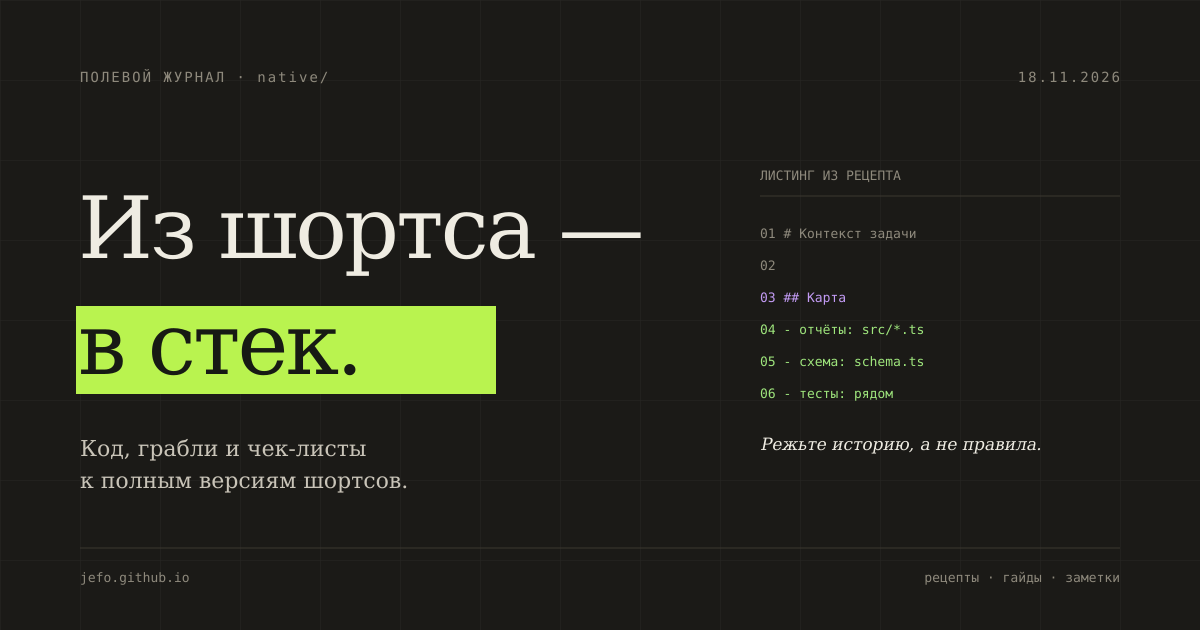 ПОЛЕВОЙ ЖУРНАЛ · native/
18.11.2026
Из шортса —
в стек.
Код, грабли и чек-листы
к полным версиям шортсов.
ЛИСТИНГ ИЗ РЕЦЕПТА
01 # Контекст задачи
02
03 ## Карта
04 - отчёты: src/*.ts
05 - схема: schema.ts
06 - тесты: рядом
Режьте историю, а не правила.
jefo.github.io
рецепты · гайды · заметки